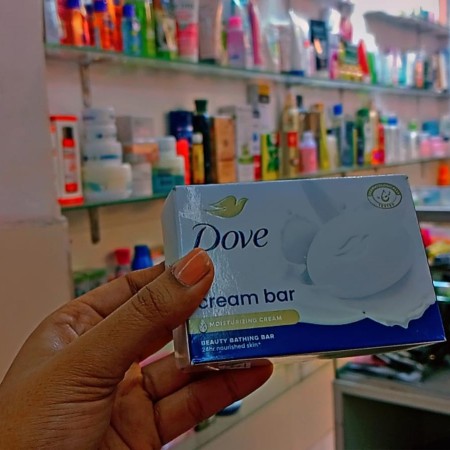 Dove
cream bar
MOISTURISING CREAM
BEAUTY BATHING BAR
24hr nourished skin*